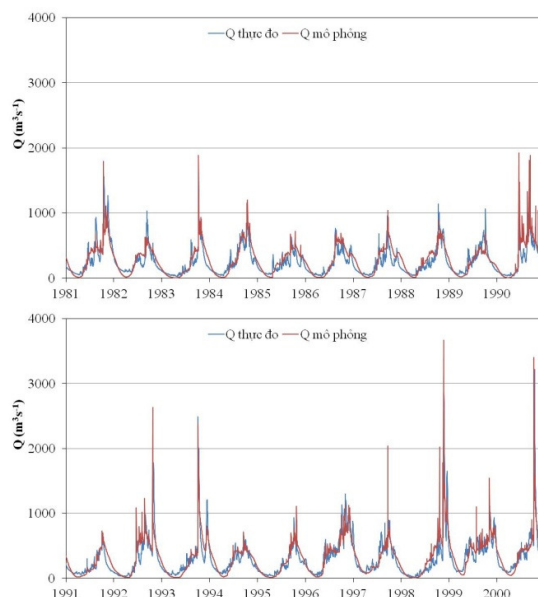 4000
Q thực đo
Q mô phỏng
3000
Q (m³s⁻¹)
2000
1000
0
1981 1982 1983 1984 1985 1986 1987 1988 1989 1990
4000
Q thực đo
Q mô phỏng
3000
Q (m³s⁻¹)
2000
1000
0
1991 1992 1993 1994 1995 1996 1997 1998 1999 2000